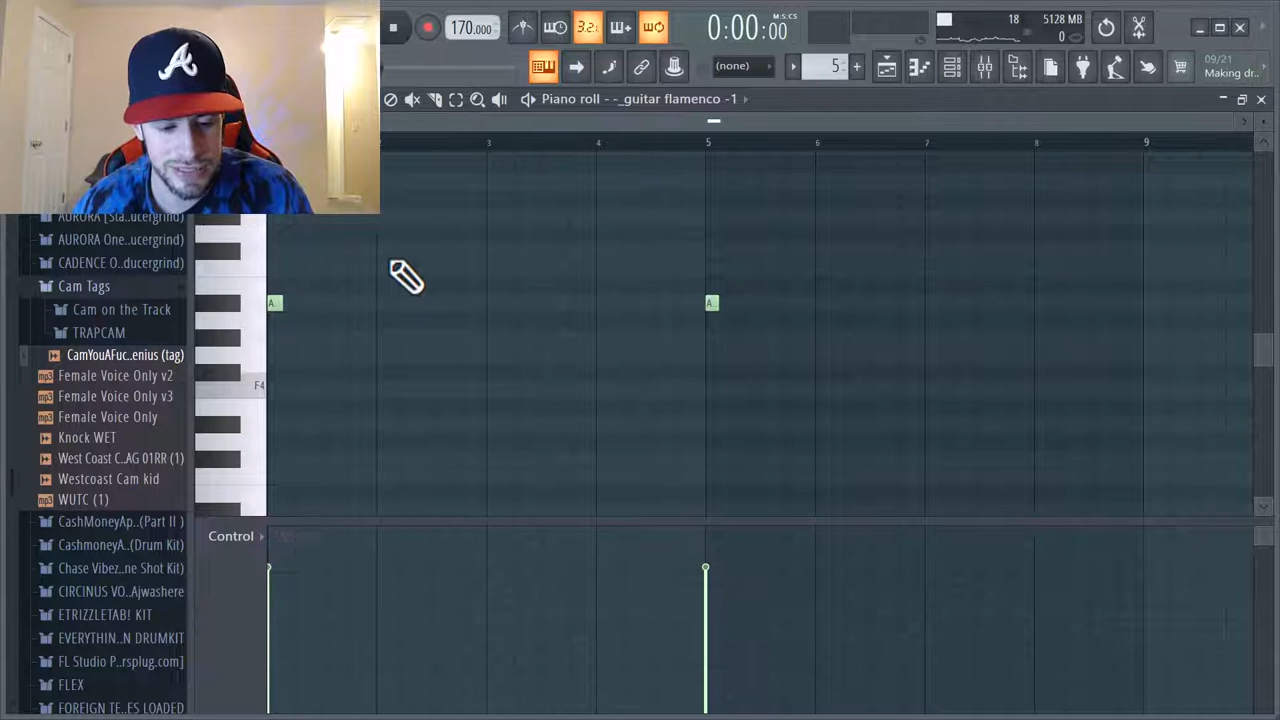 170.000
3.2.
0:00:00
M:S:CS
18
5128 MB
0
(none)
5
09/21
Making dr..
Piano roll - -_guitar flamenco -1
3
4
5
6
7
8
9
A
AURORA One..ucergrind)
CADENCE O..ducergrind)
Cam Tags
Cam on the Track
TRAPCAM
CamYouAFuc..enius (tag)
Female Voice Only v2
Female Voice Only v3
Female Voice Only
Knock WET
West Coast C..AG 01RR (1)
Westcoast Cam kid
WUTC (1)
CashMoneyAp..(Part II )
CashmoneyA..(Drum Kit)
Chase Vibez..ne Shot Kit)
CIRCINUS VO..Ajwashere
ETRIZZLETAB! KIT
EVERYTHIN..N DRUMKIT
FL Studio P..rsplug.com]
FLEX
FOREIGN TE..ES LOADED
A.
A..
F4
Control